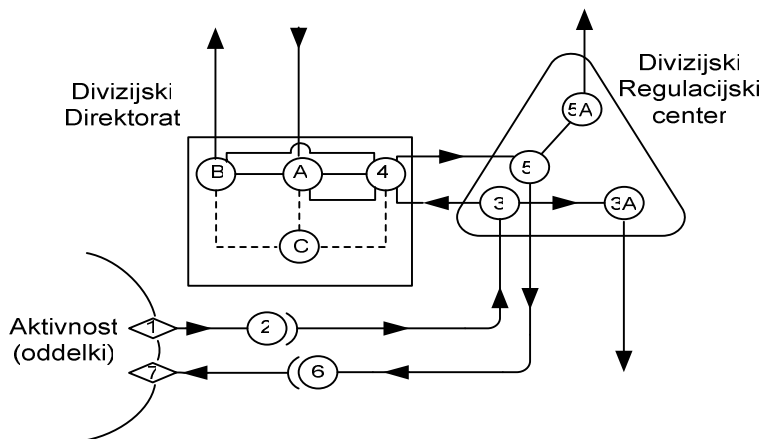 Divizijski
Direktorat
Divizijski
Regulacijski
center
5A
B
A
4
5
3
3A
C
Aktivnost
(oddelki)
1
2
7
6